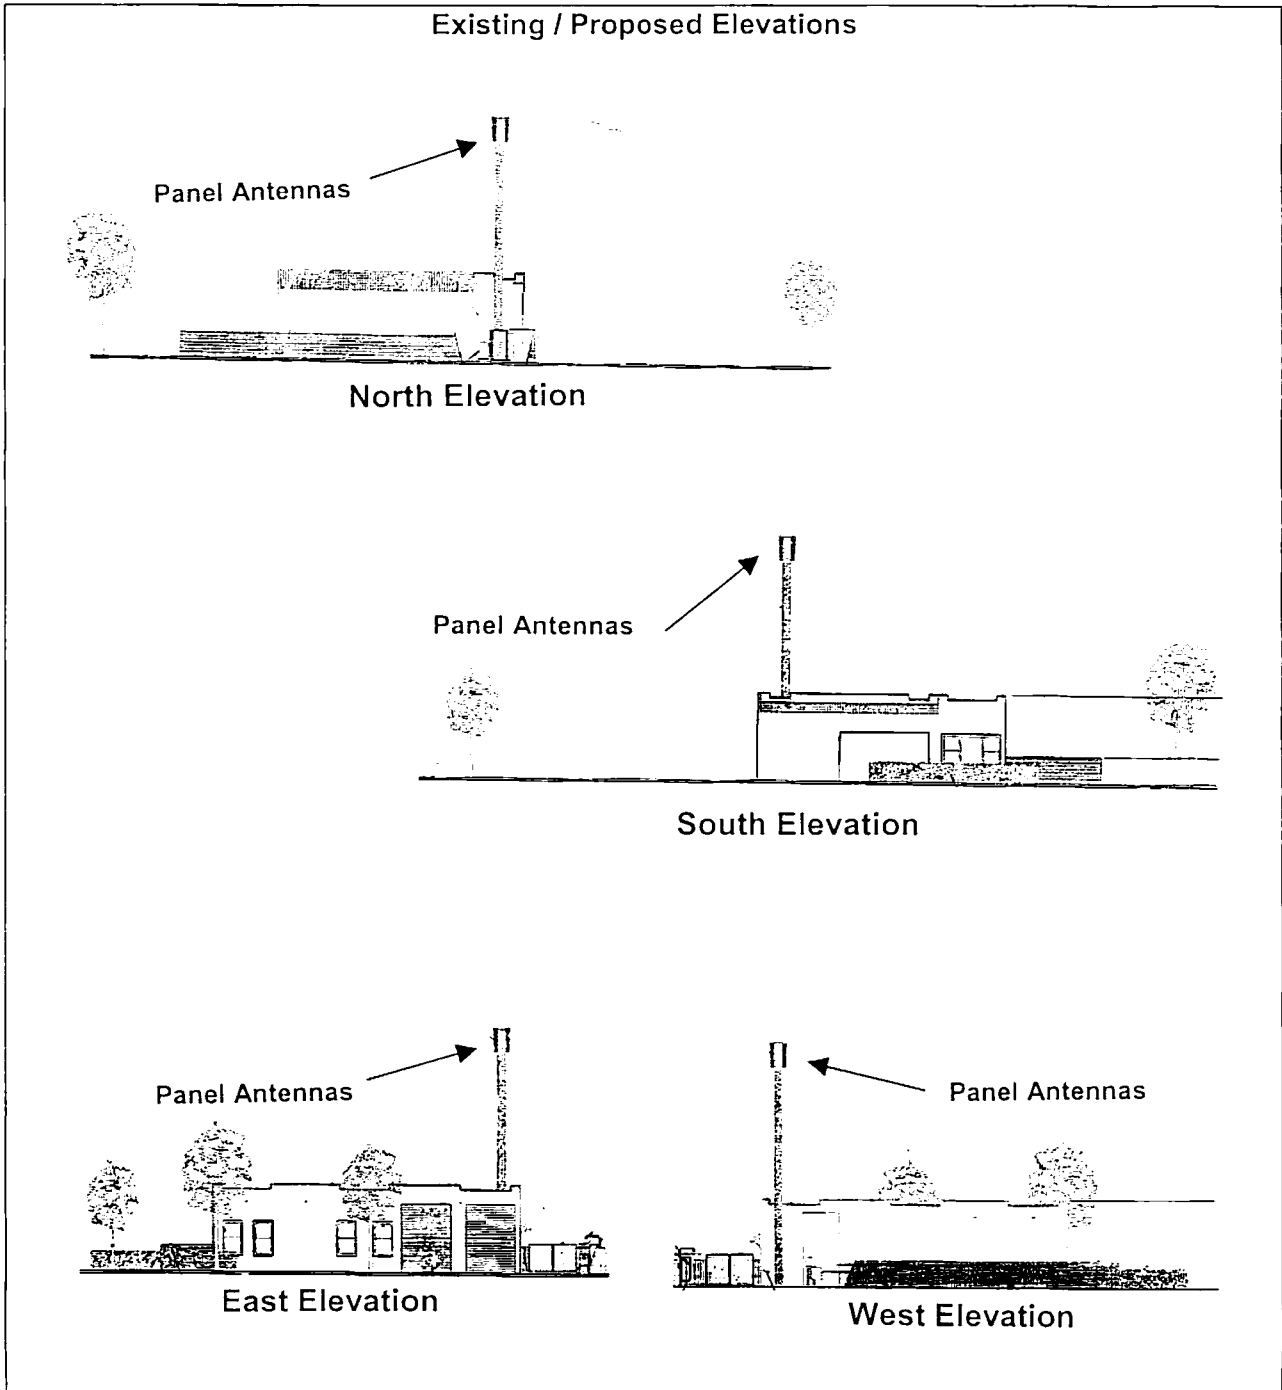 Existing / Proposed Elevations
Panel Antennas
North Elevation
Panel Antennas
South Elevation
Panel Antennas
Panel Antennas
East Elevation
West Elevation